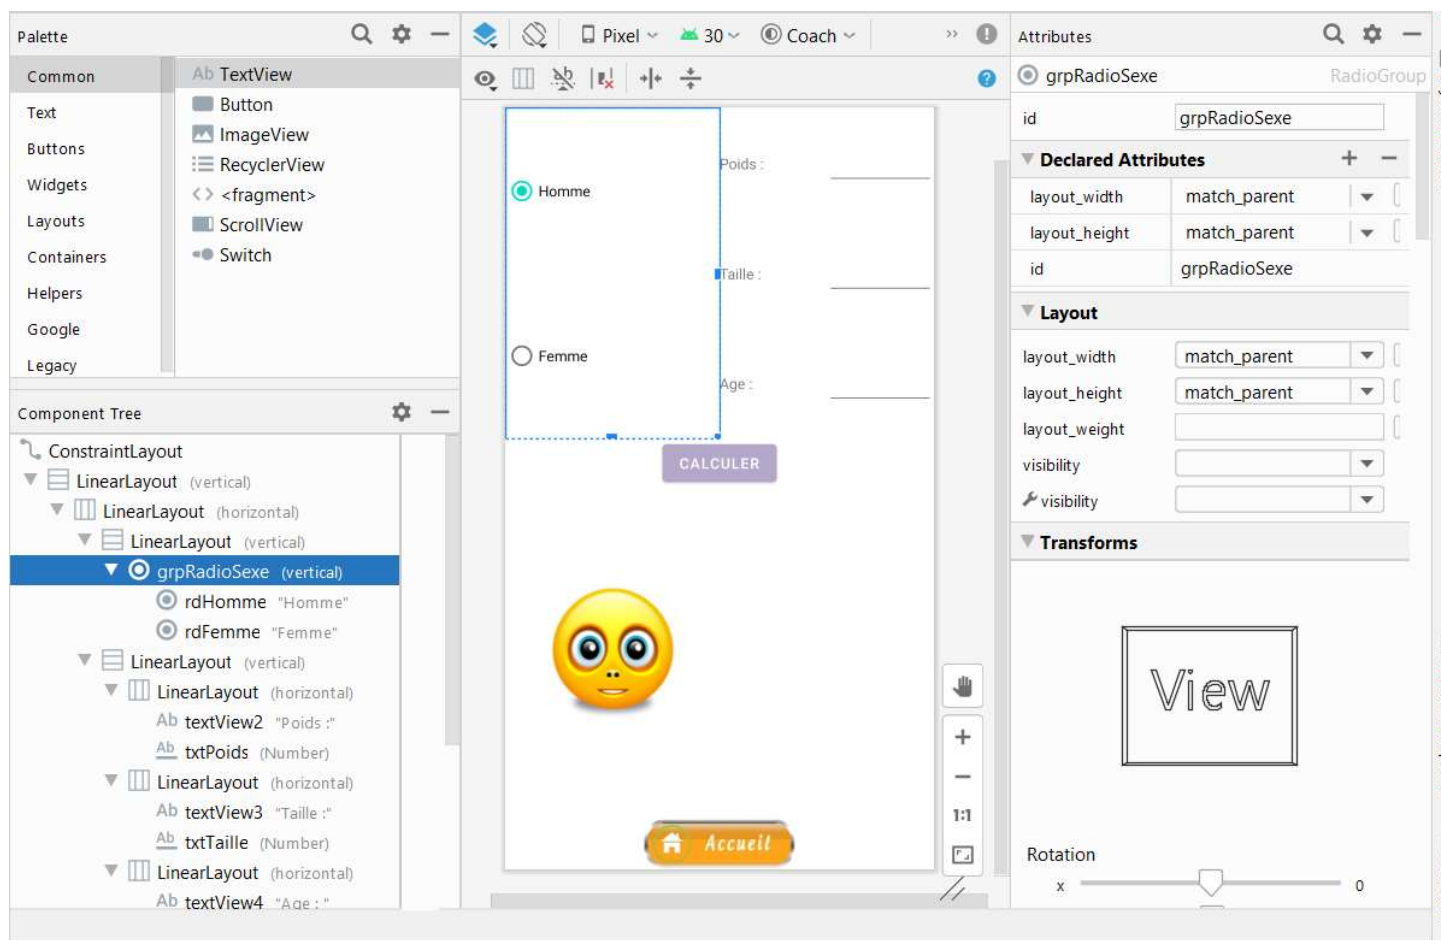 Palette
Common
Text
Buttons
Widgets
Layouts
Containers
Helpers
Google
Legacy
Ab TextView
Button
ImageView
RecyclerView
<> <fragment>
ScrollView
Switch
Component Tree
ConstraintLayout
LinearLayout (vertical)
LinearLayout (horizontal)
LinearLayout (vertical)
grpRadioSexe (vertical)
rdHomme "Homme"
rdFemme "Femme"
LinearLayout (vertical)
LinearLayout (horizontal)
Ab textView2 "Poids :"
Ab txtPoids (Number)
LinearLayout (horizontal)
Ab textView3 "Taille :"
Ab txtTaille (Number)
LinearLayout (horizontal)
Ab textView4 "Age : "
Pixel 30 Coach
Poids :
Homme
Taille :
Femme
Age :
CALCULER
Accueil
1:1
Attributes
grpRadioSexe RadioGroup
id grpRadioSexe
Declared Attributes
layout_width match_parent
layout_height match_parent
id grpRadioSexe
Layout
layout_width match_parent
layout_height match_parent
layout_weight
visibility
visibility
Transforms
View
Rotation
x 0